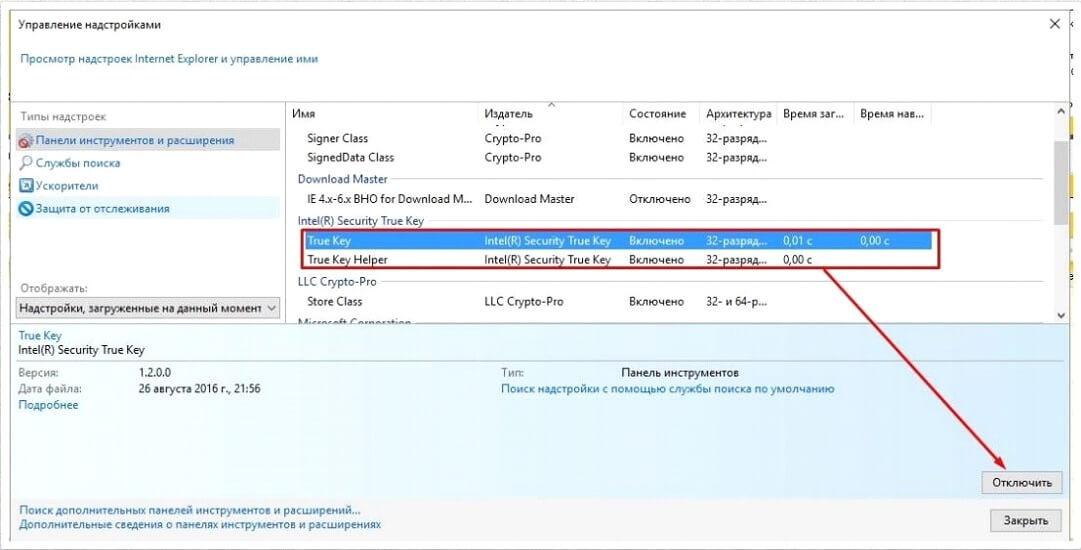 Управление надстройками
Просмотр надстроек Internet Explorer и управление ими
Типы надстроек
Панели инструментов и расширения
Службы поиска
Ускорители
Защита от отслеживания
Отображать:
Надстройки, загруженные на данный момент
Имя Издатель Состояние Архитектура Время заг... Время нав...
Signer Class Crypto-Pro Включено 32-разряд...
SignedData Class Crypto-Pro Включено 32-разряд...
Download Master
IE 4.x-6.x BHO for Download M... Download Master Отключено 32-разряд...
Intel(R) Security True Key
True Key Intel(R) Security True Key Включено 32-разряд... 0,01 с 0,00 с
True Key Helper Intel(R) Security True Key Включено 32-разряд... 0,00 с
LLC Crypto-Pro
Store Class LLC Crypto-Pro Включено 32- и 64-р...
Microsoft Corporation
True Key
Intel(R) Security True Key
Версия: 1.2.0.0 Тип: Панель инструментов
Дата файла: 26 августа 2016 г., 21:56 Поиск надстройки с помощью службы поиска по умолчанию
Подробнее
Отключить
Поиск дополнительных панелей инструментов и расширений...
Дополнительные сведения о панелях инструментов и расширениях
Закрыть